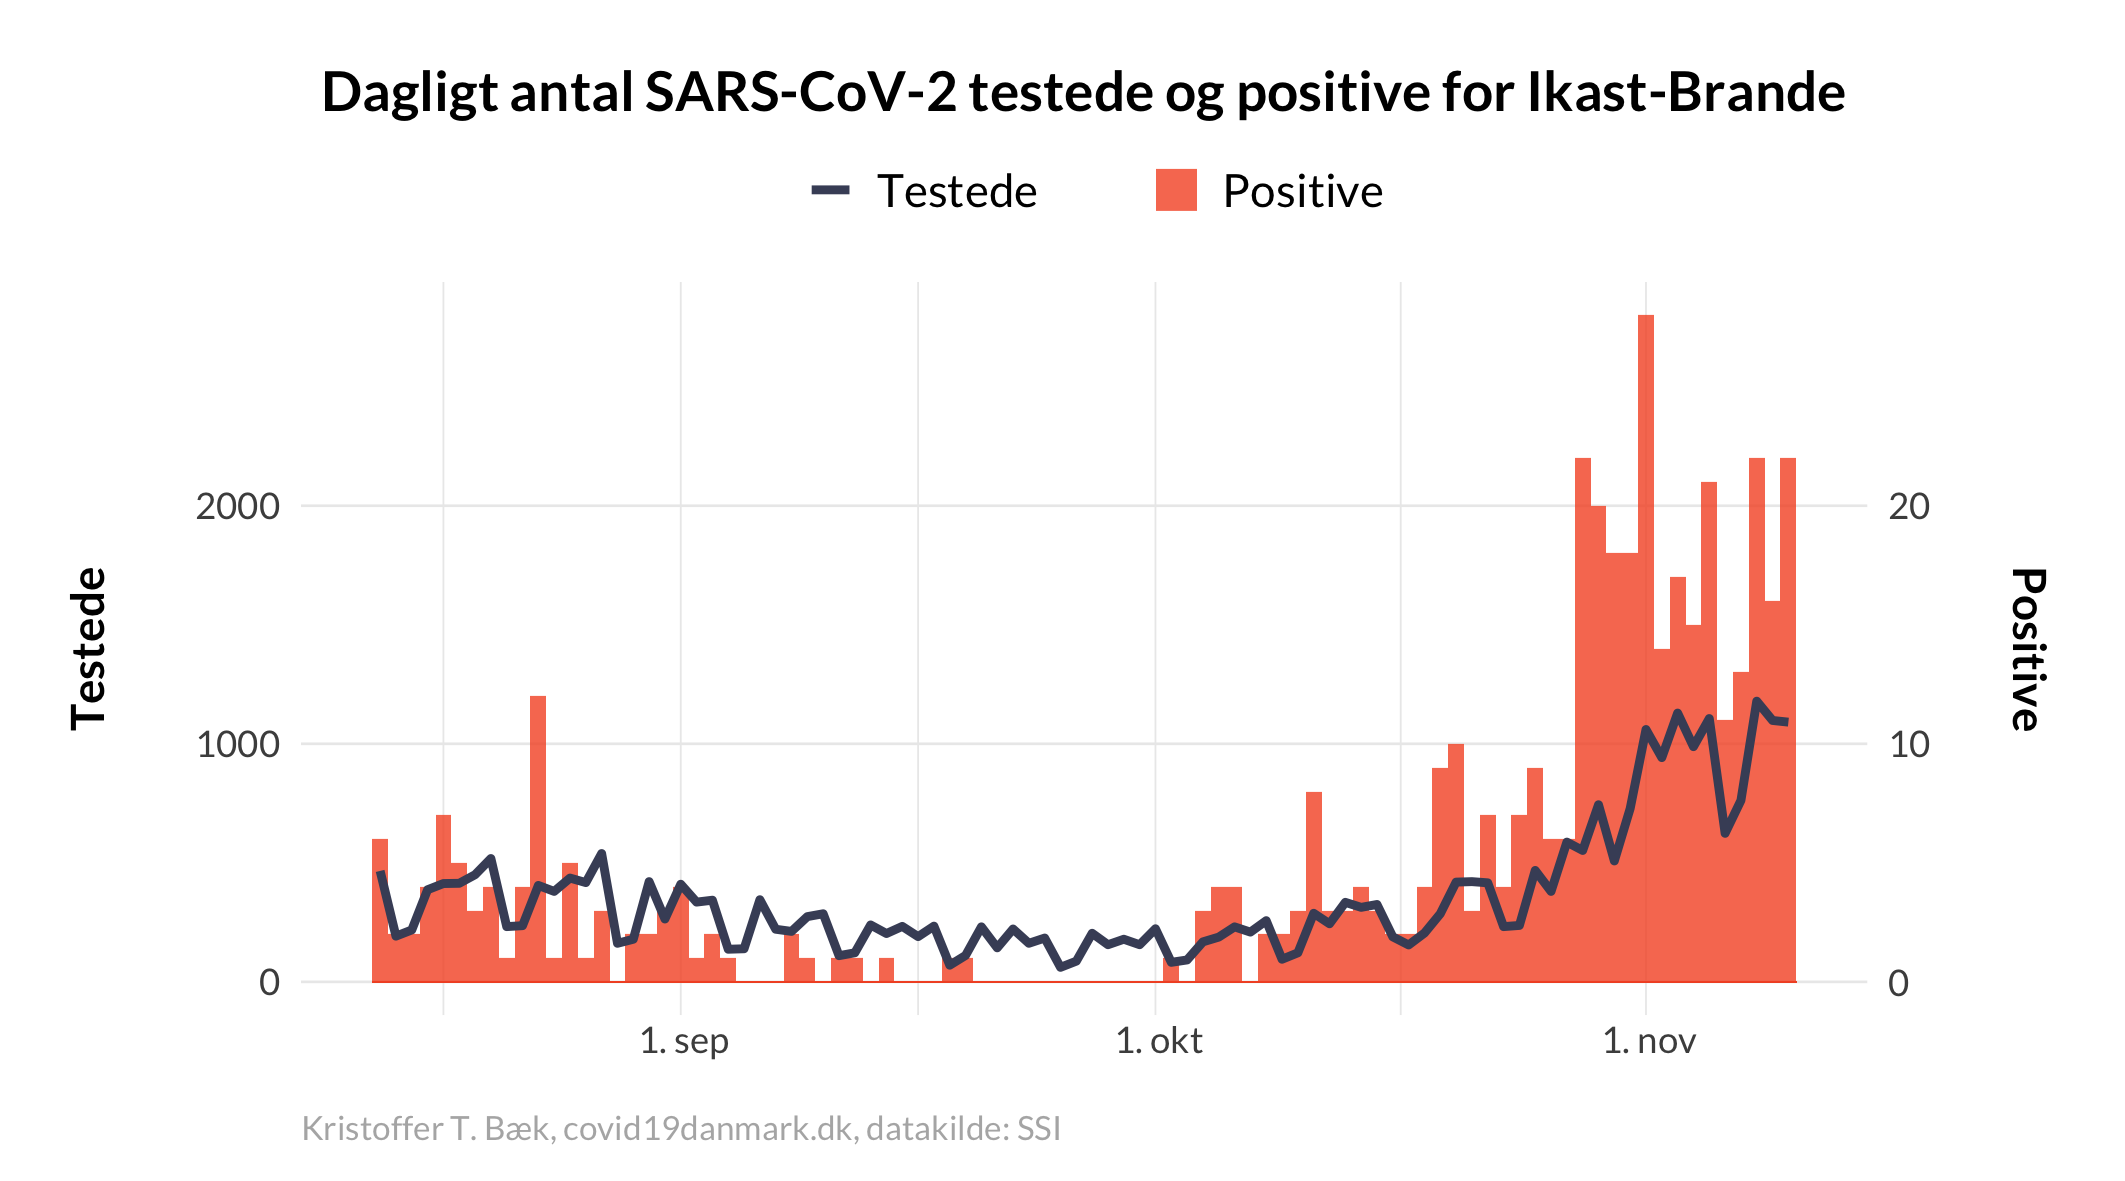 Dagligt antal SARS-CoV-2 testede og positive for Ikast-Brande
Testede
Positive
2000
1000
0
Testede
20
10
0
Positive
1. sep
1. okt
1. nov
Kristoffer T. Bæk, covid19danmark.dk, datakilde: SSI